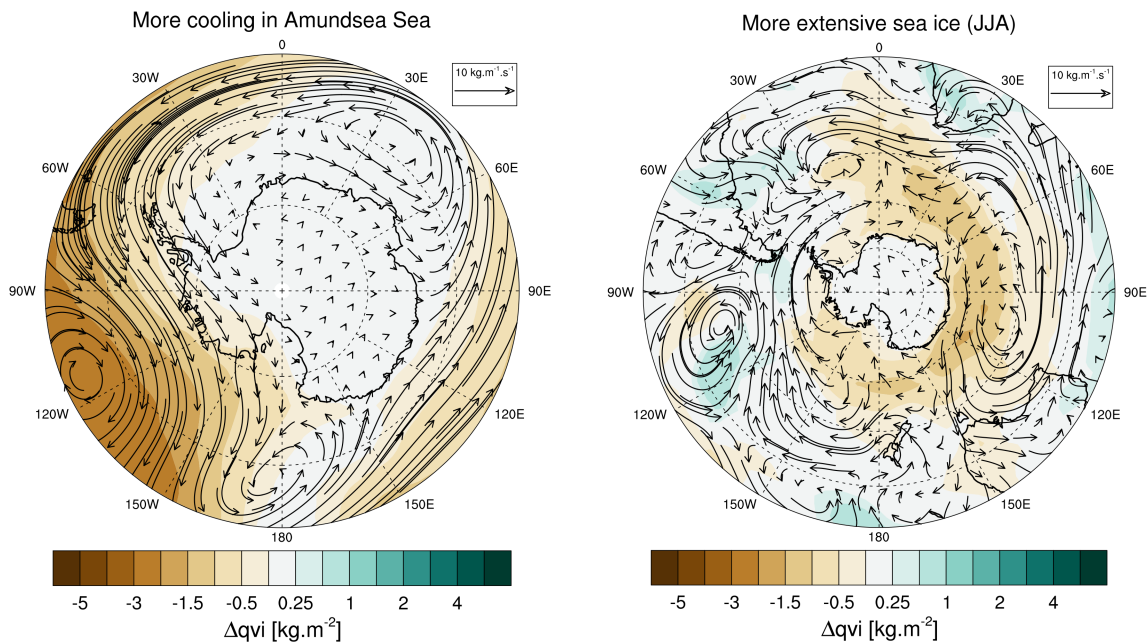 More cooling in Amundsea Sea
0
30W
30E
10 kg.m⁻¹.s⁻¹
60W
60E
90W
90E
120W
120E
150W
150E
180
-5 -3 -1.5 -0.5 0.25 1 2 4
Δqvi [kg.m⁻²]
More extensive sea ice (JJA)
0
30W
30E
10 kg.m⁻¹.s⁻¹
60W
60E
90W
90E
120W
120E
150W
150E
180
-5 -3 -1.5 -0.5 0.25 1 2 4
Δqvi [kg.m⁻²]